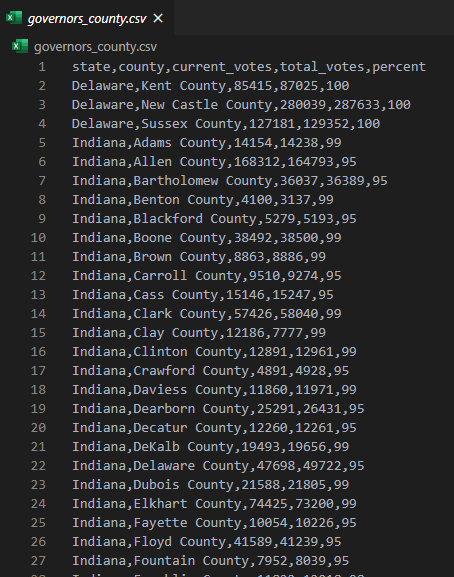 governors_county.csv
governors_county.csv
1 state,county,current_votes,total_votes,percent
2 Delaware,Kent County,85415,87025,100
3 Delaware,New Castle County,280039,287633,100
4 Delaware,Sussex County,127181,129352,100
5 Indiana,Adams County,14154,14238,99
6 Indiana,Allen County,168312,164793,95
7 Indiana,Bartholomew County,36037,36389,95
8 Indiana,Benton County,4100,3137,99
9 Indiana,Blackford County,5279,5193,95
10 Indiana,Boone County,38492,38500,99
11 Indiana,Brown County,8863,8886,99
12 Indiana,Carroll County,9510,9274,95
13 Indiana,Cass County,15146,15247,95
14 Indiana,Clark County,57426,58040,99
15 Indiana,Clay County,12186,7777,99
16 Indiana,Clinton County,12891,12961,99
17 Indiana,Crawford County,4891,4928,95
18 Indiana,Daviess County,11860,11971,99
19 Indiana,Dearborn County,25291,26431,95
20 Indiana,Decatur County,12260,12261,95
21 Indiana,DeKalb County,19493,19656,99
22 Indiana,Delaware County,47698,49722,95
23 Indiana,Dubois County,21588,21805,99
24 Indiana,Elkhart County,74425,73200,99
25 Indiana,Fayette County,10054,10226,95
26 Indiana,Floyd County,41589,41239,95
27 Indiana,Fountain County,7952,8039,95